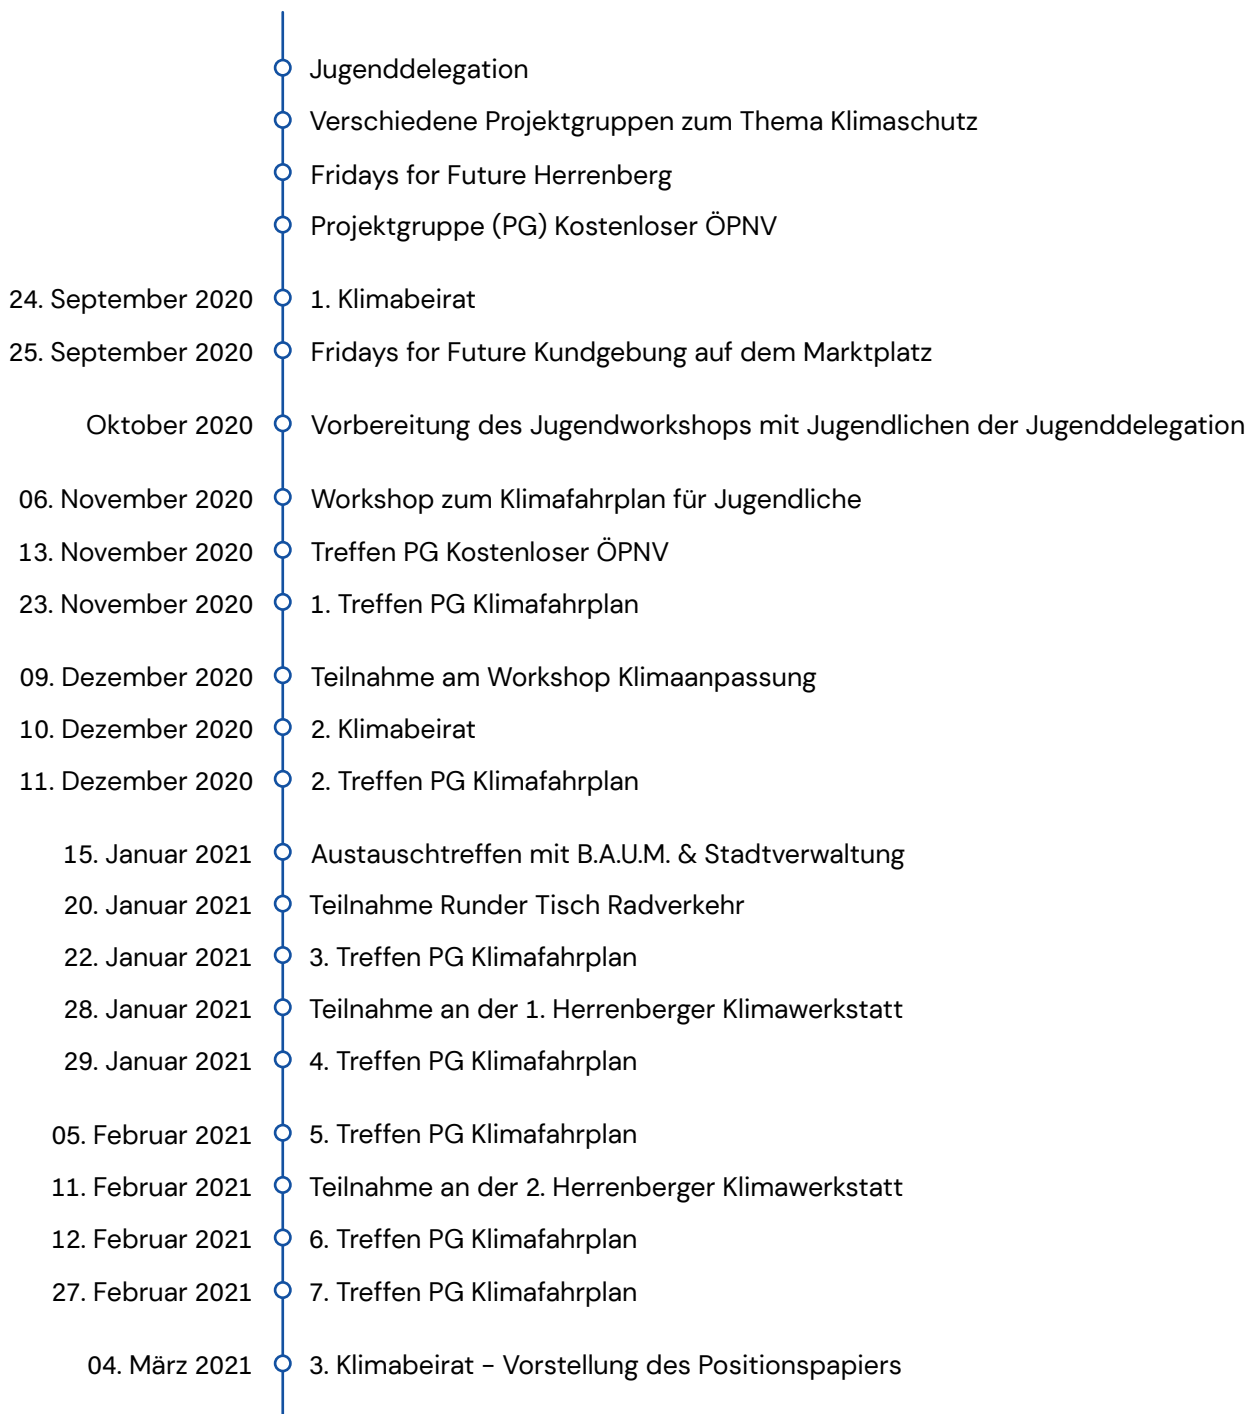 Jugenddelegation
Verschiedene Projektgruppen zum Thema Klimaschutz
Fridays for Future Herrenberg
Projektgruppe (PG) Kostenloser ÖPNV
24. September 2020 1. Klimabeirat
25. September 2020 Fridays for Future Kundgebung auf dem Marktplatz
Oktober 2020 Vorbereitung des Jugendworkshops mit Jugendlichen der Jugenddelegation
06. November 2020 Workshop zum Klimafahrplan für Jugendliche
13. November 2020 Treffen PG Kostenloser ÖPNV
23. November 2020 1. Treffen PG Klimafahrplan
09. Dezember 2020 Teilnahme am Workshop Klimaanpassung
10. Dezember 2020 2. Klimabeirat
11. Dezember 2020 2. Treffen PG Klimafahrplan
15. Januar 2021 Austauschtreffen mit B.A.U.M. & Stadtverwaltung
20. Januar 2021 Teilnahme Runder Tisch Radverkehr
22. Januar 2021 3. Treffen PG Klimafahrplan
28. Januar 2021 Teilnahme an der 1. Herrenberger Klimawerkstatt
29. Januar 2021 4. Treffen PG Klimafahrplan
05. Februar 2021 5. Treffen PG Klimafahrplan
11. Februar 2021 Teilnahme an der 2. Herrenberger Klimawerkstatt
12. Februar 2021 6. Treffen PG Klimafahrplan
27. Februar 2021 7. Treffen PG Klimafahrplan
04. März 2021 3. Klimabeirat – Vorstellung des Positionspapiers